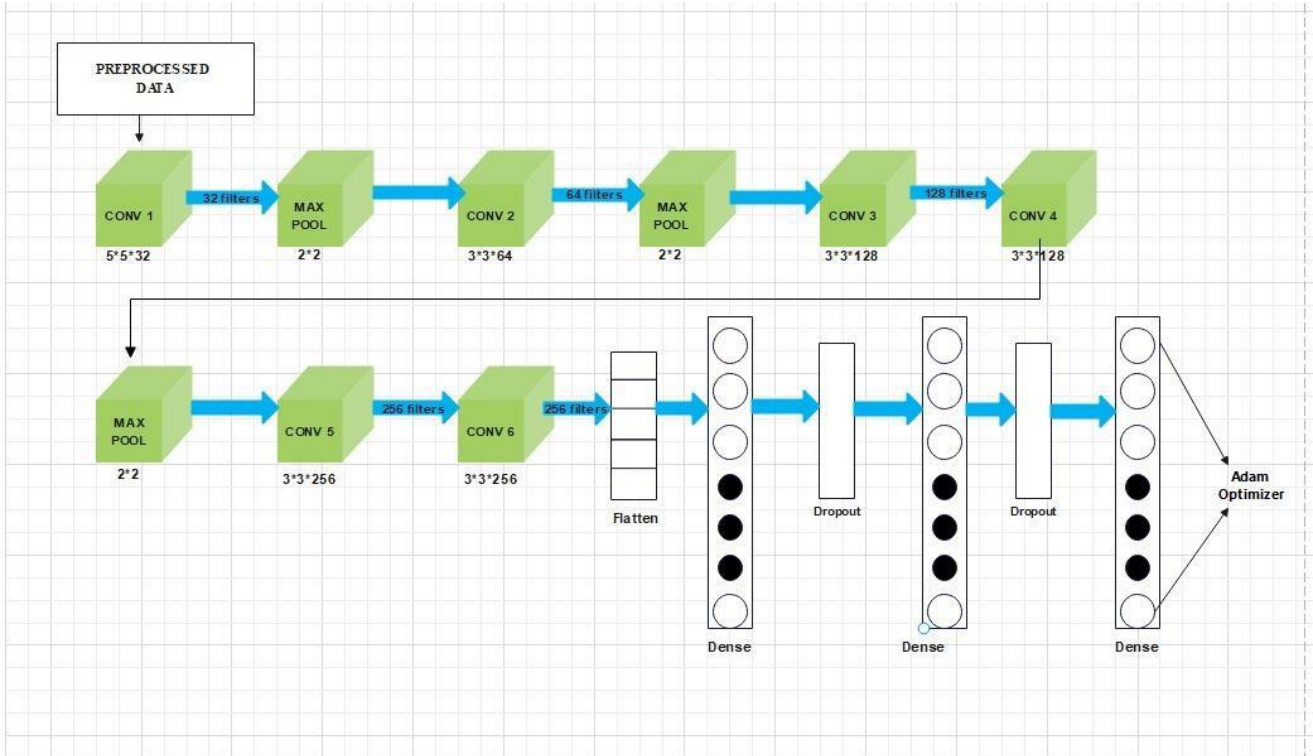 PREPROCESSED
DATA
CONV 1
32 filters
MAX
POOL
CONV 2
64 filters
MAX
POOL
CONV 3
128 filters
CONV 4
5*5*32
2*2
3*3*64
2*2
3*3*128
3*3*128
MAX
POOL
CONV 5
256 filters
CONV 6
256 filters
2*2
3*3*256
3*3*256
Flatten
Dropout
Dropout
Adam
Optimizer
Dense
Dense
Dense